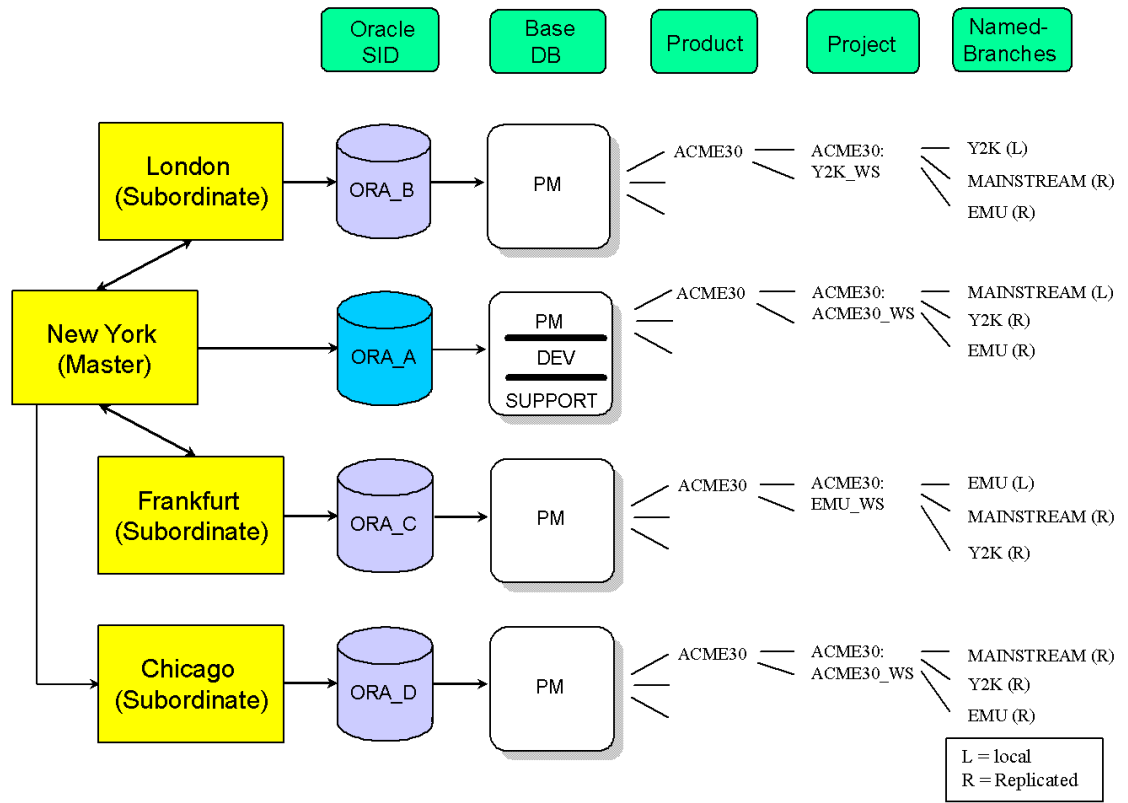 Oracle
SID
Base
DB
Product
Project
Named-
Branches
London
(Subordinate)
ORA_B
PM
ACME30
ACME30:
Y2K_WS
Y2K (L)
MAINSTREAM (R)
EMU (R)
New York
(Master)
ORA_A
PM
DEV
SUPPORT
ACME30
ACME30:
ACME30_WS
MAINSTREAM (L)
Y2K (R)
EMU (R)
Frankfurt
(Subordinate)
ORA_C
PM
ACME30
ACME30:
EMU_WS
EMU (L)
MAINSTREAM (R)
Y2K (R)
Chicago
(Subordinate)
ORA_D
PM
ACME30
ACME30:
ACME30_WS
MAINSTREAM (R)
Y2K (R)
EMU (R)
L = local
R = Replicated